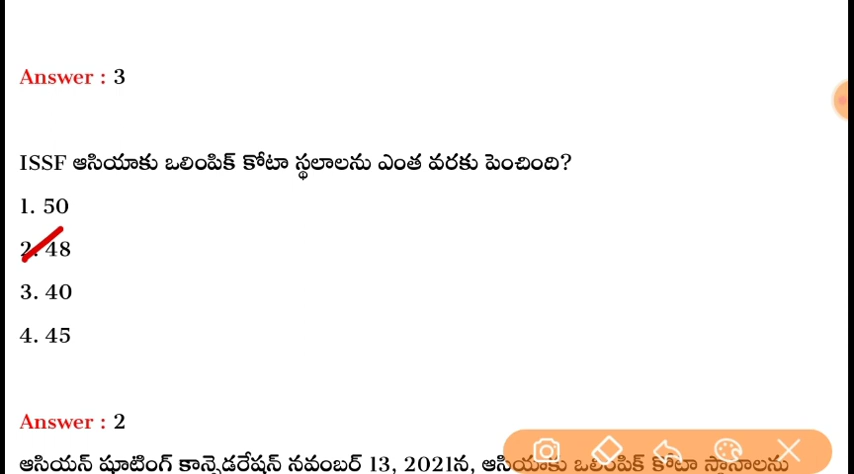 Answer : 3
ISSF ఆసియాకు ఒలింపిక్ కోటా స్థలాలను ఎంత వరకు పెంచింది?
1. 50
2. 48
3. 40
4. 45
Answer : 2
ఆసియన్ షూటింగ్ కాన్ఫెడరేషన్ నవంబర్ 13, 2021న, ఆసియాకు ఒలింపిక్ కోటా స్థానాలను